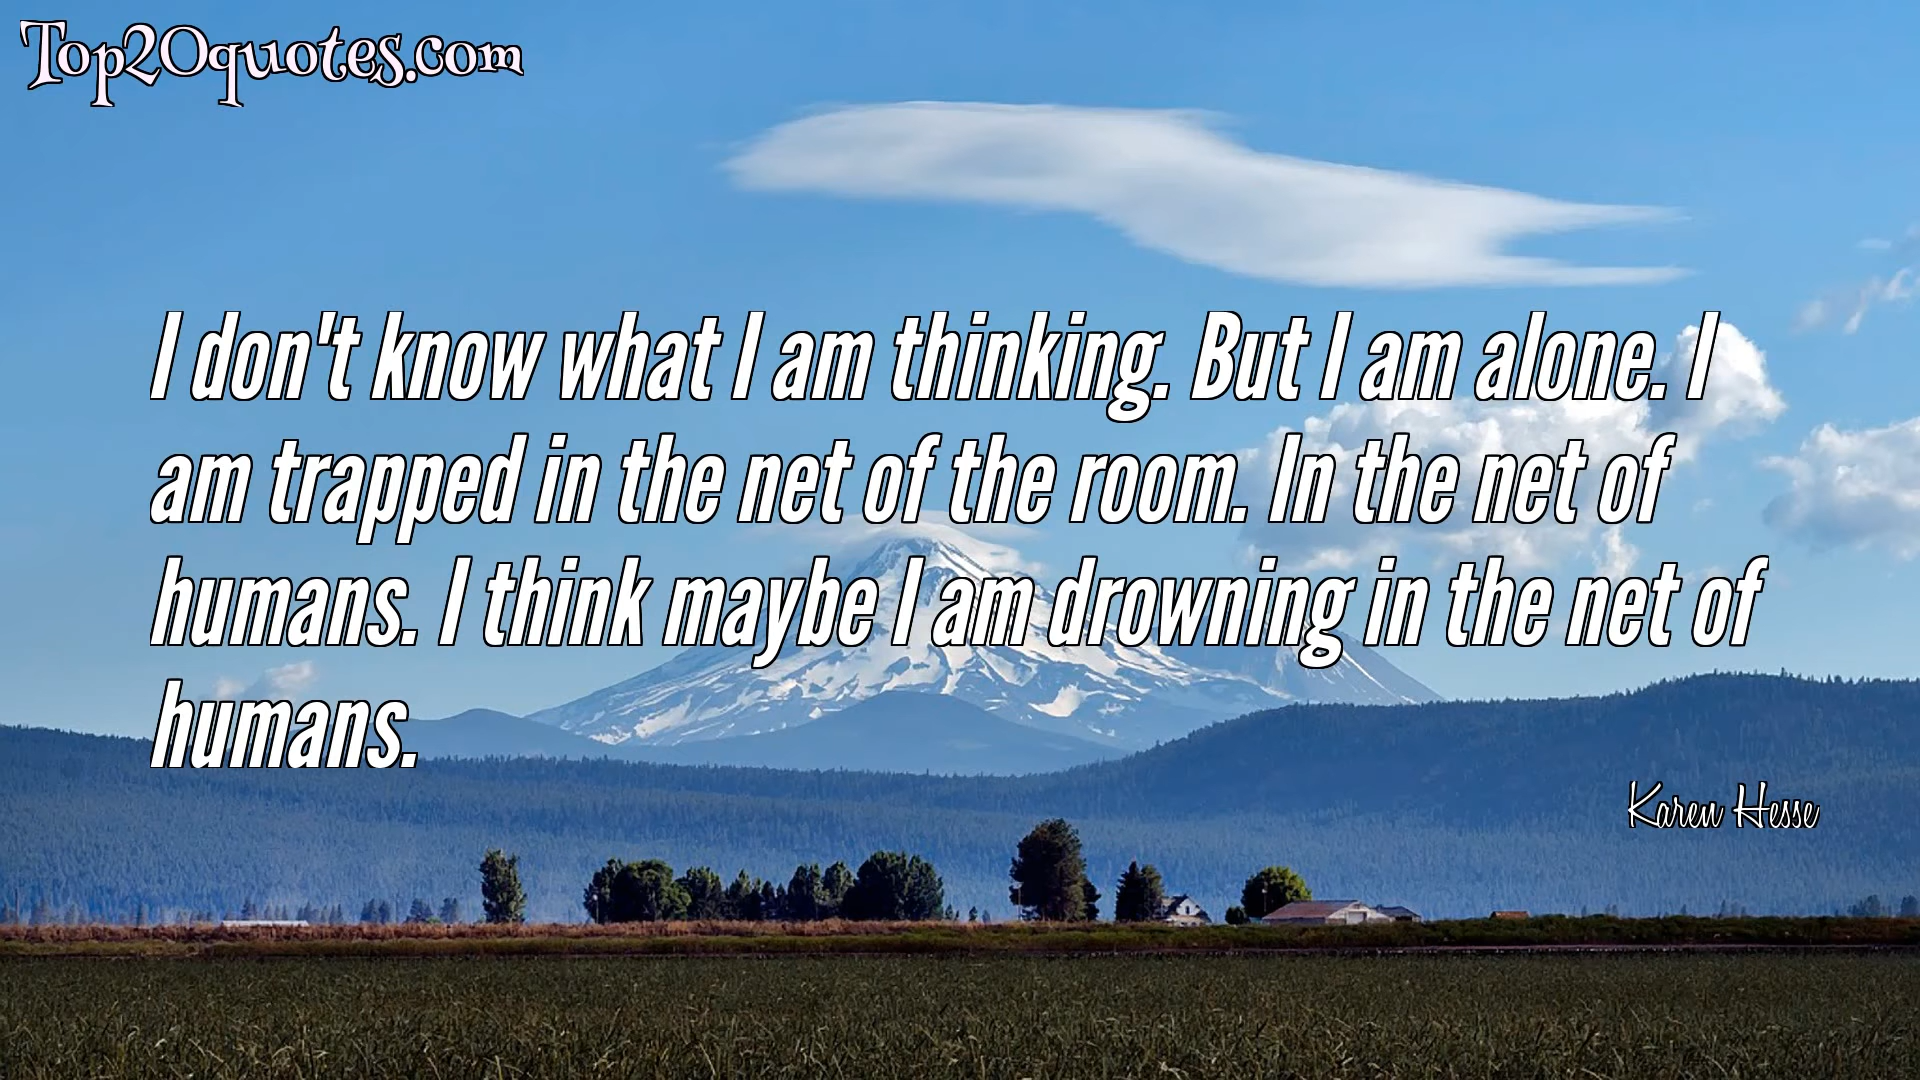 Top20quotes.com
I don't know what I am thinking. But I am alone. I
am trapped in the net of the room. In the net of
humans. I think maybe I am drowning in the net of
humans.
Karen Hesse